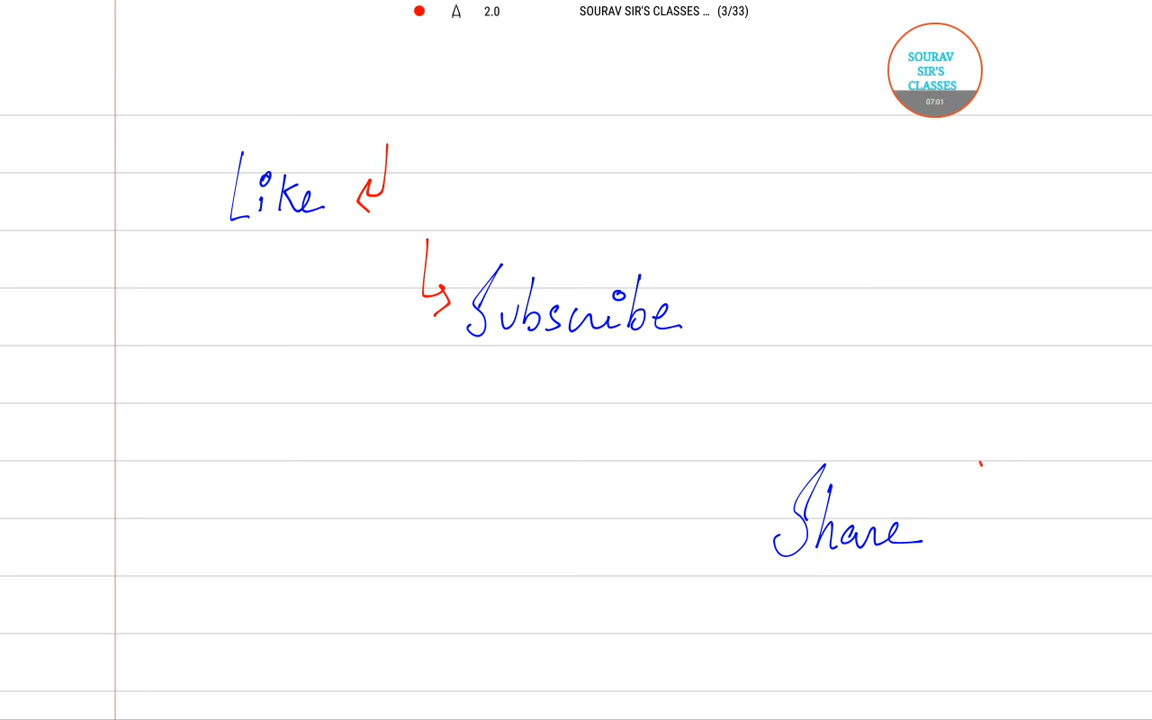 2.0 SOURAV SIR'S CLASSES … (3/33)
SOURAV
SIR'S
CLASSES
07:01
Like
Subscribe
Share